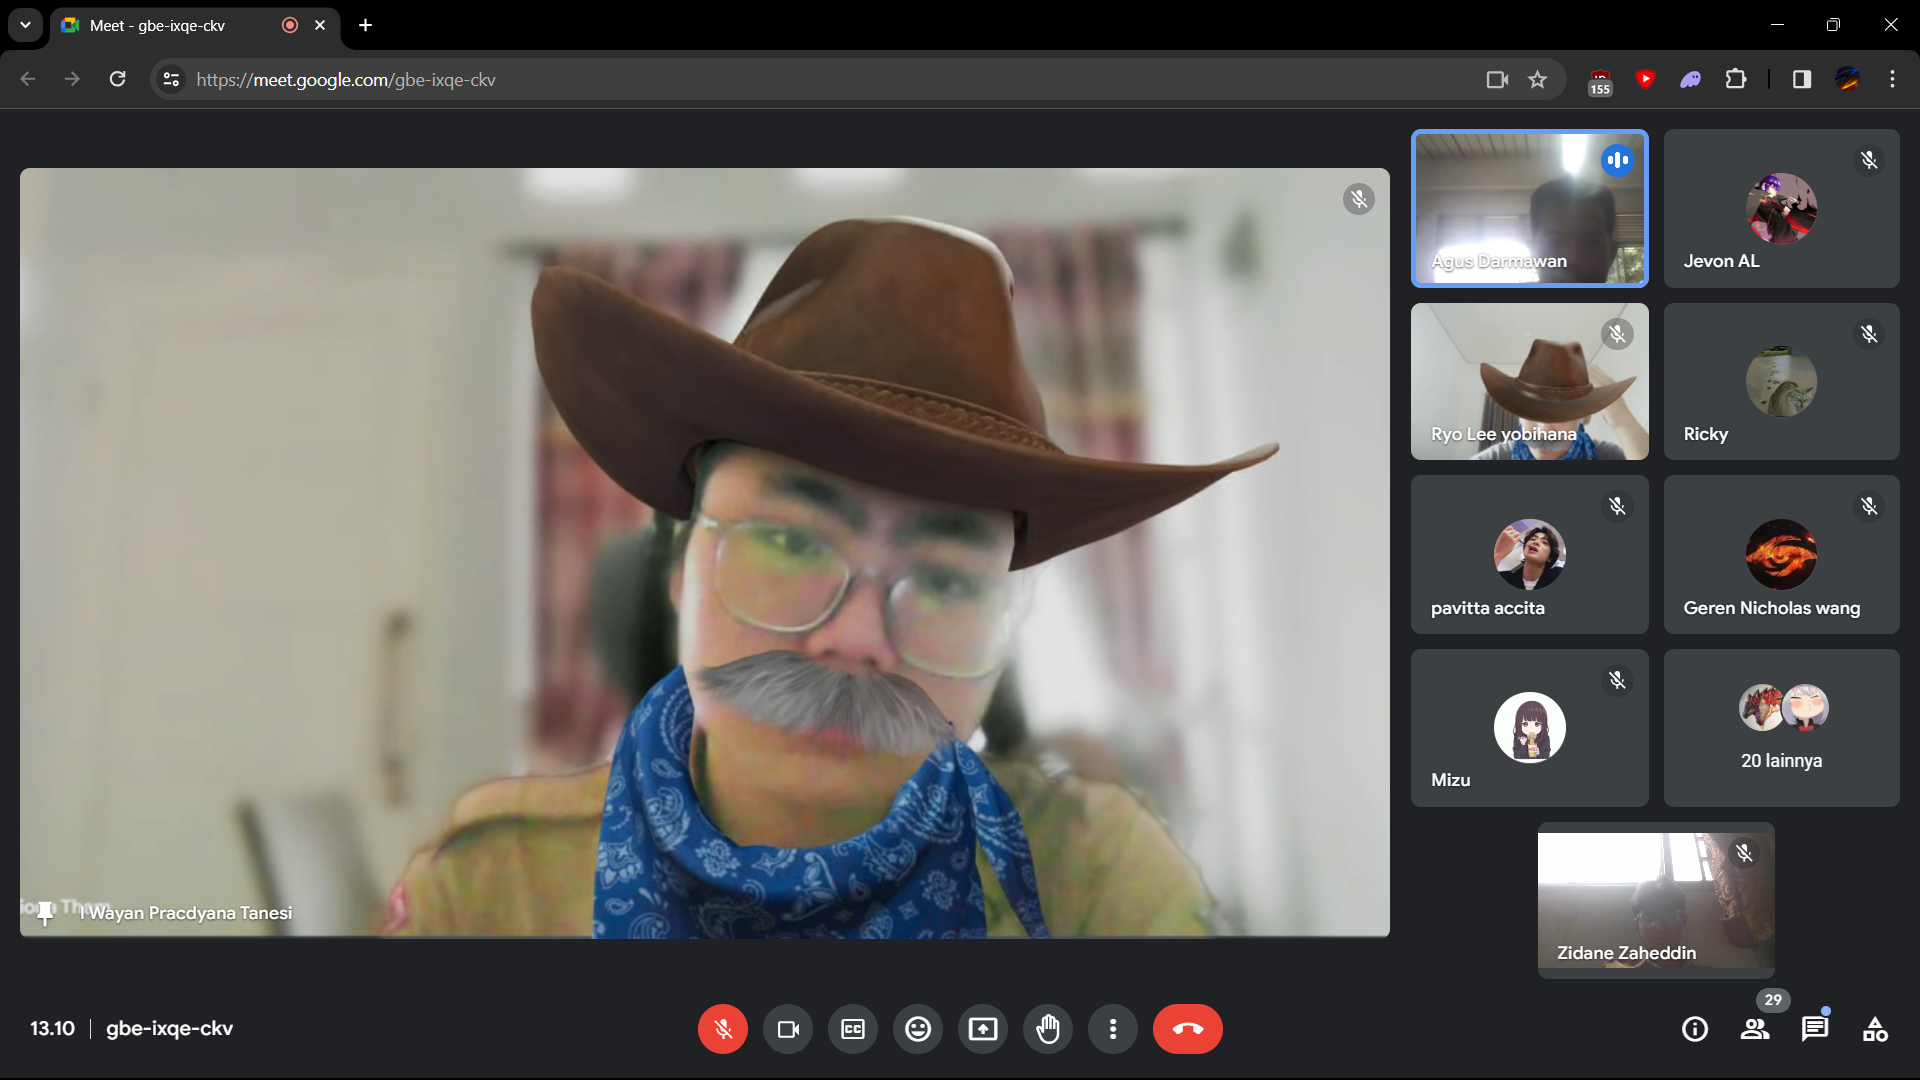 Meet - gbe-ixqe-ckv
https://meet.google.com/gbe-ixqe-ckv
155
Agus Darmawan
Jevon AL
Ryo Lee yobihana
Ricky
pavitta accita
Geren Nicholas wang
Mizu
20 lainnya
I Wayan Pracdyana Tanesi
Zidane Zaheddin
13.10
gbe-ixqe-ckv
CC
29